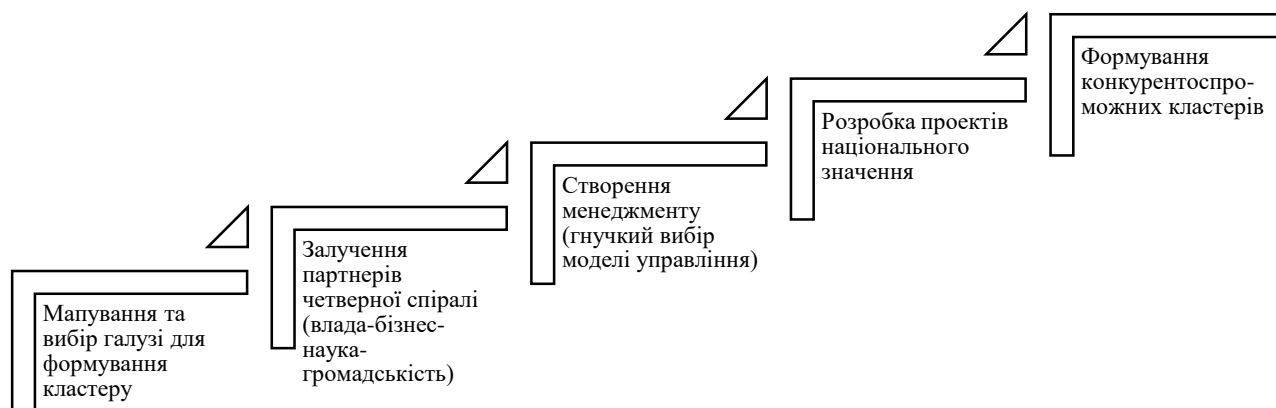 Мапування та
вибір галузі для
формування
кластеру
Залучення
партнерів
четверної спіралі
(влада-бізнес-
наука-
громадськість)
Створення
менеджменту
(гнучкий вибір
моделі управління)
Розробка проектів
національного
значення
Формування
конкурентоспро-
можних кластерів